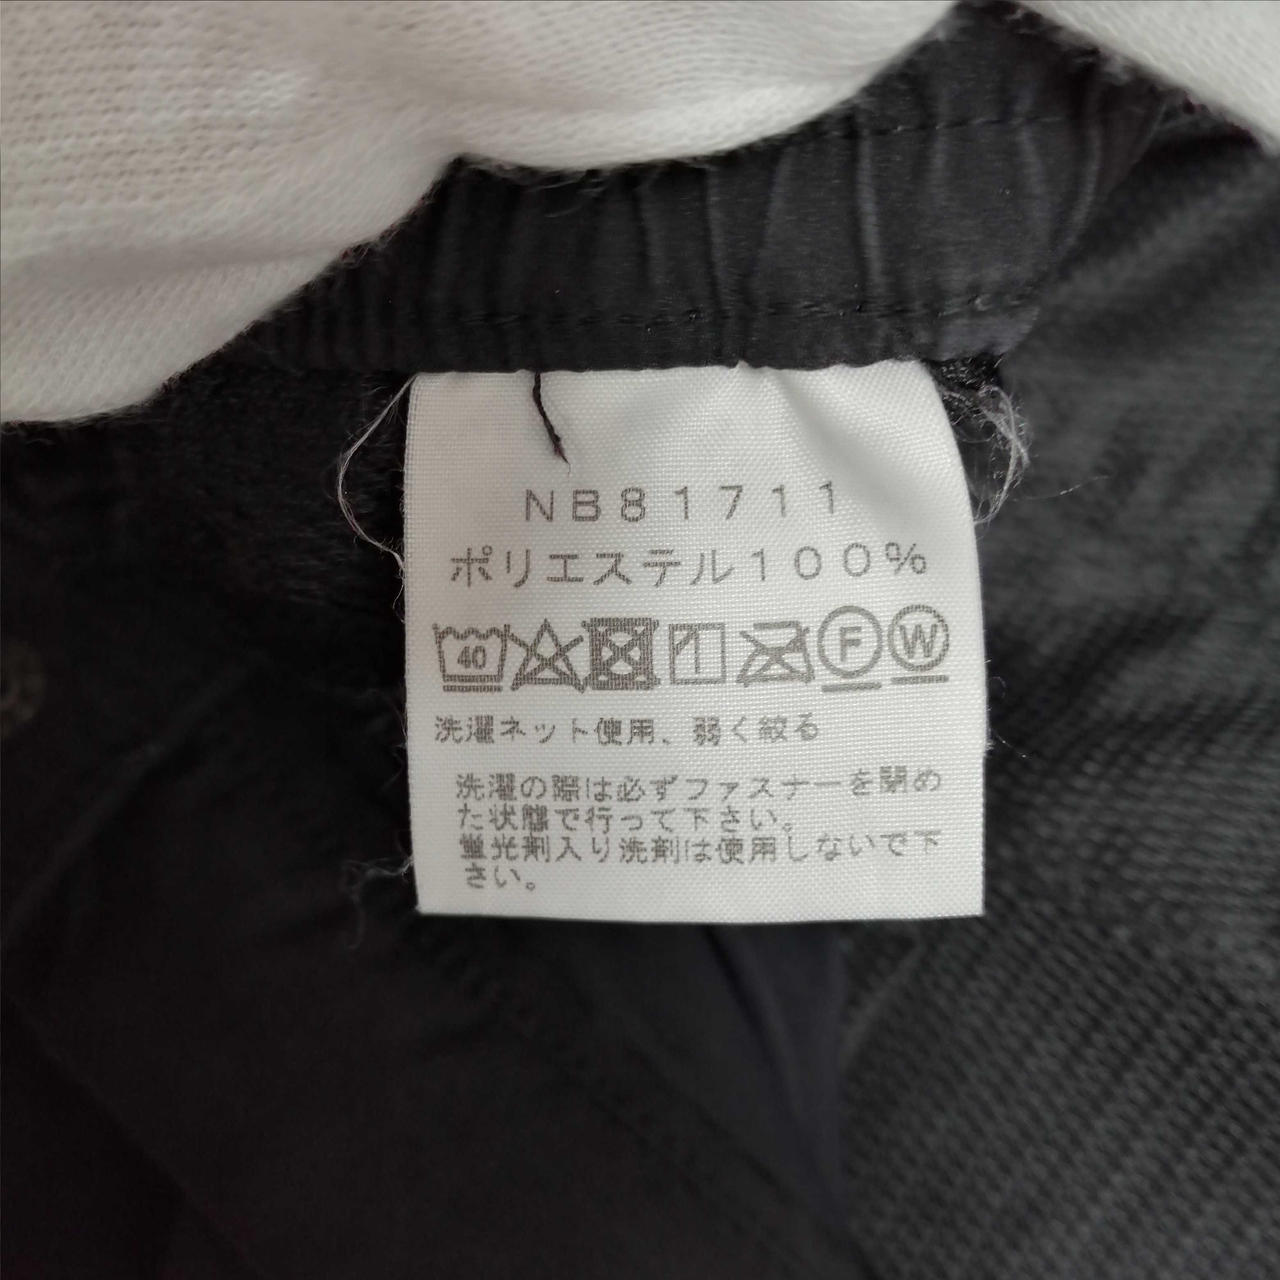 NB81711
ポリエステル100%
40 F W
洗濯ネット使用、弱く絞る
洗濯の際は必ずファスナーを閉め
た状態で行って下さい。
蛍光剤入り洗剤は使用しないで下
さい。